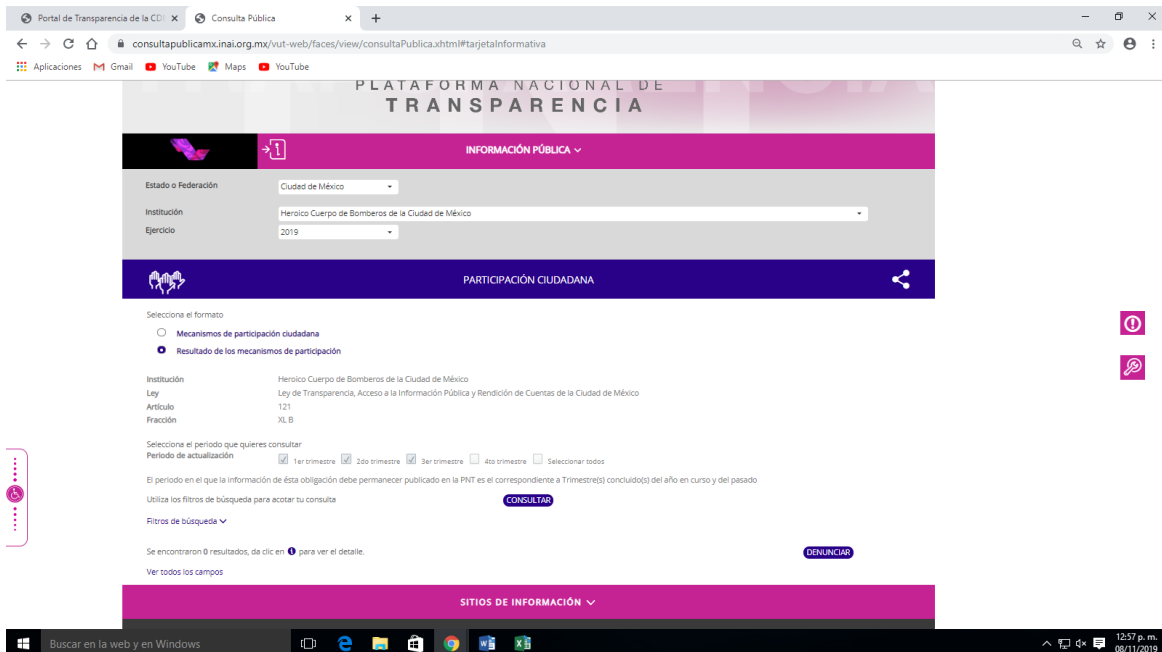 Portal de Transparencia de la CD
Consulta Pública
consultapublicamx.inai.org.mx/vut-web/faces/view/consultaPublica.xhtml#tarjetaInformativa
Aplicaciones Gmail YouTube Maps YouTube
PLATAFORMA NACIONAL DE
TRANSPARENCIA
INFORMACIÓN PÚBLICA
Estado o Federación Ciudad de México
Institución Heroico Cuerpo de Bomberos de la Ciudad de México
Ejercicio 2019
PARTICIPACIÓN CIUDADANA
Selecciona el formato
Mecanismos de participación ciudadana
Resultado de los mecanismos de participación
Institución Heroico Cuerpo de Bomberos de la Ciudad de México
Ley Ley de Transparencia, Acceso a la Información Pública y Rendición de Cuentas de la Ciudad de México
Artículo 121
Fracción XL B
Selecciona el periodo que quieres consultar
Periodo de actualización 1er trimestre 2do trimestre 3er trimestre 4to trimestre Seleccionar todos
El periodo en el que la información de ésta obligación debe permanecer publicado en la PNT es el correspondiente a Trimestre(s) concluido(s) del año en curso y del pasado
Utiliza los filtros de búsqueda para acotar tu consulta CONSULTAR
Filtros de búsqueda
Se encontraron 0 resultados, da clic en para ver el detalle. DENUNCIAR
Ver todos los campos
SITIOS DE INFORMACIÓN
Buscar en la web y en Windows
12:57 p. m.
08/11/2019